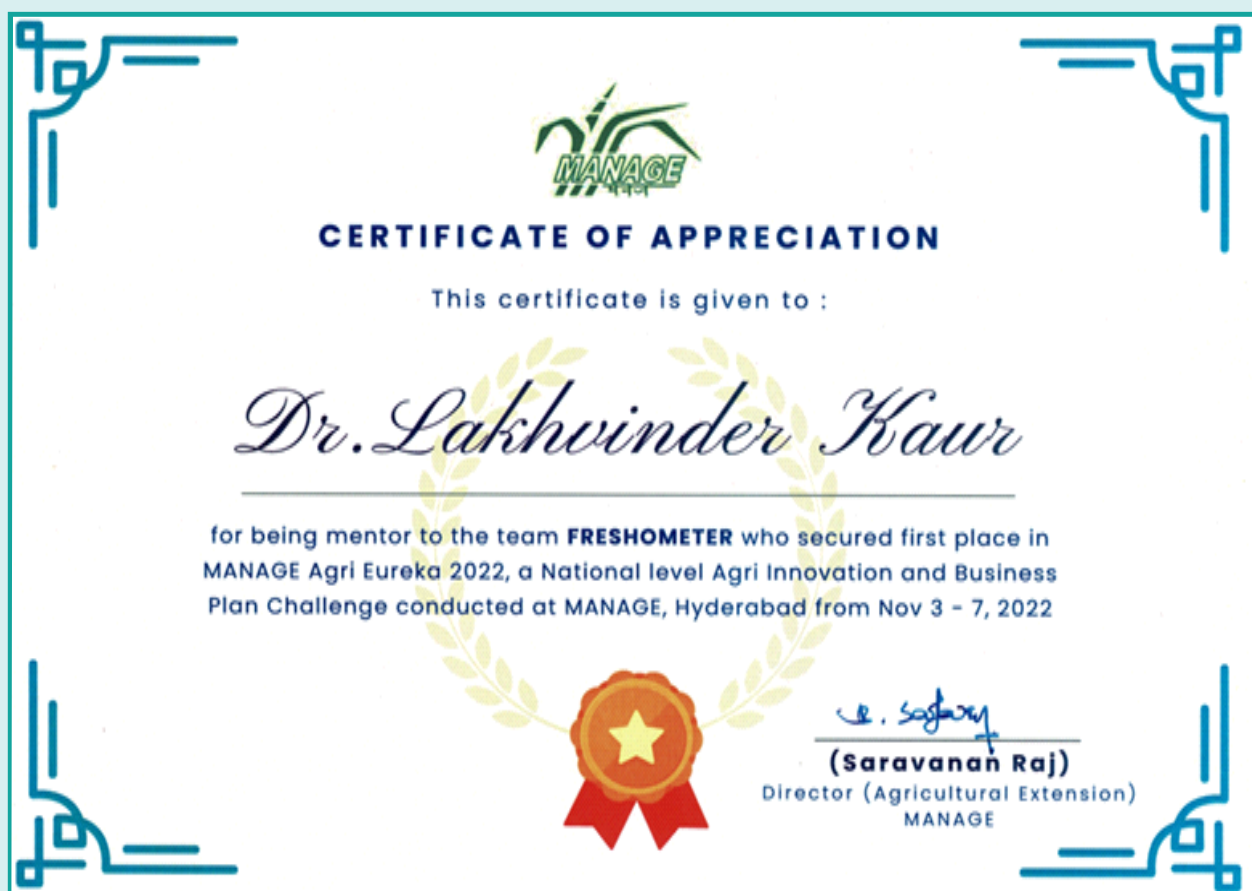 MANAGE
मैनेज
CERTIFICATE OF APPRECIATION
This certificate is given to :
Dr. Lakhvinder Kaur
for being mentor to the team FRESHOMETER who secured first place in
MANAGE Agri Eureka 2022, a National level Agri Innovation and Business
Plan Challenge conducted at MANAGE, Hyderabad from Nov 3 - 7, 2022
(Saravanan Raj)
Director (Agricultural Extension)
MANAGE